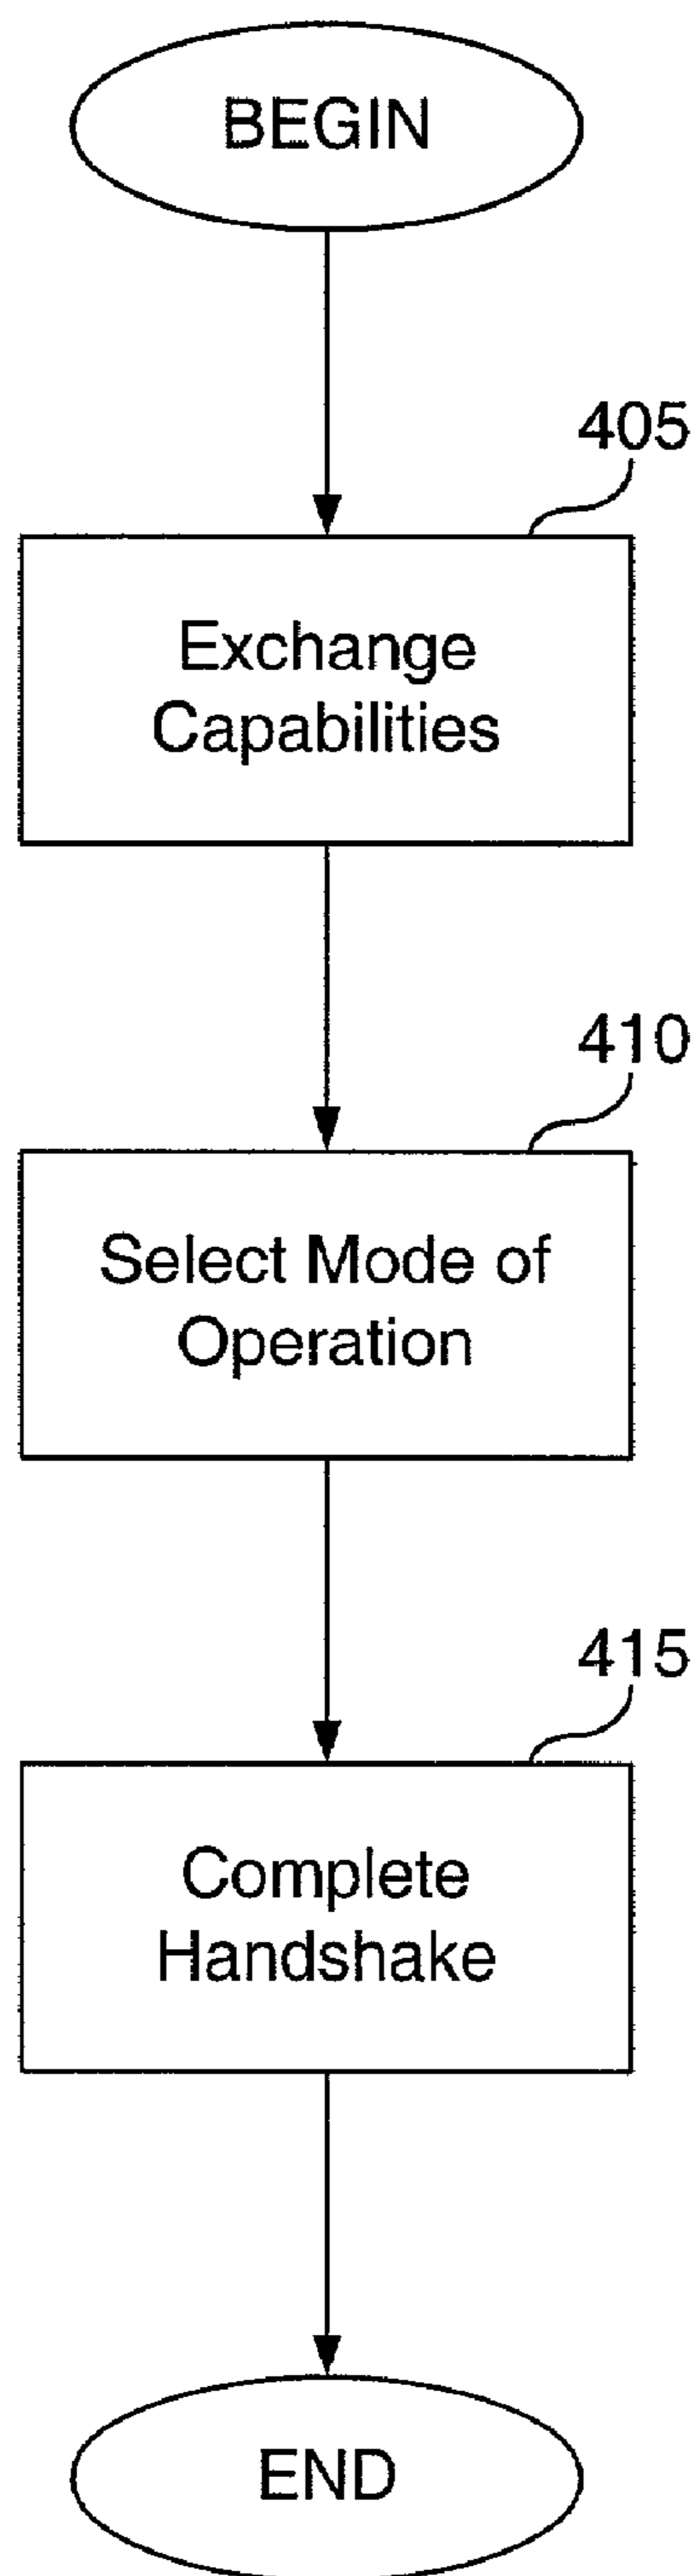 BEGIN
405
Exchange
Capabilities
410
Select Mode of
Operation
415
Complete
Handshake
END